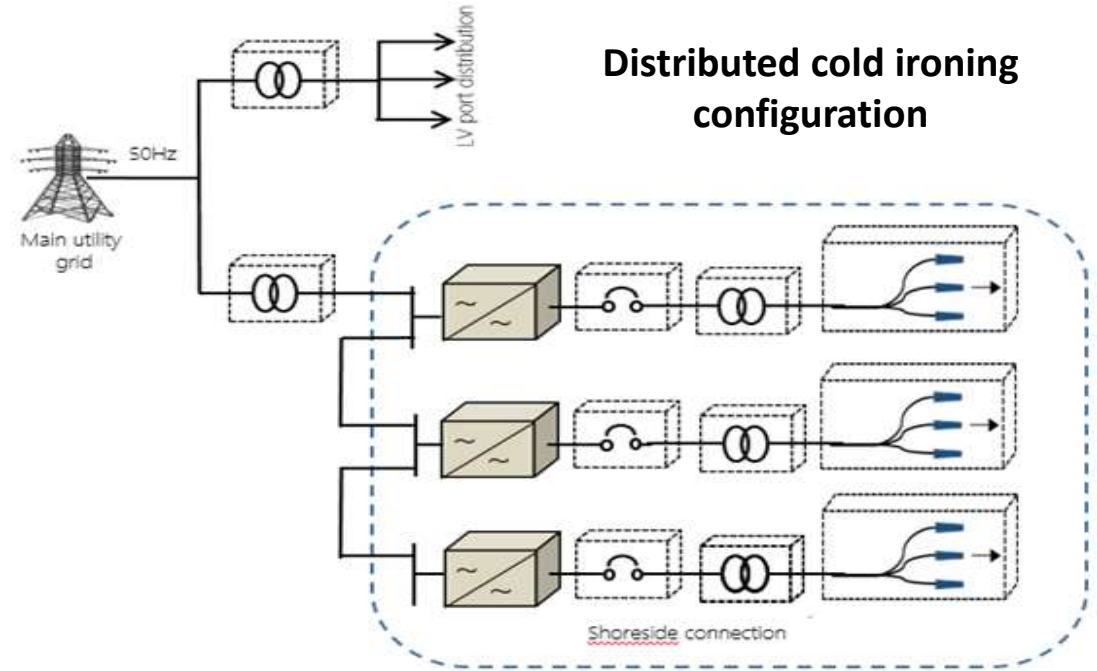 Distributed cold ironing
configuration
LV port distribution
50Hz
Main utility
grid
Shoreside connection